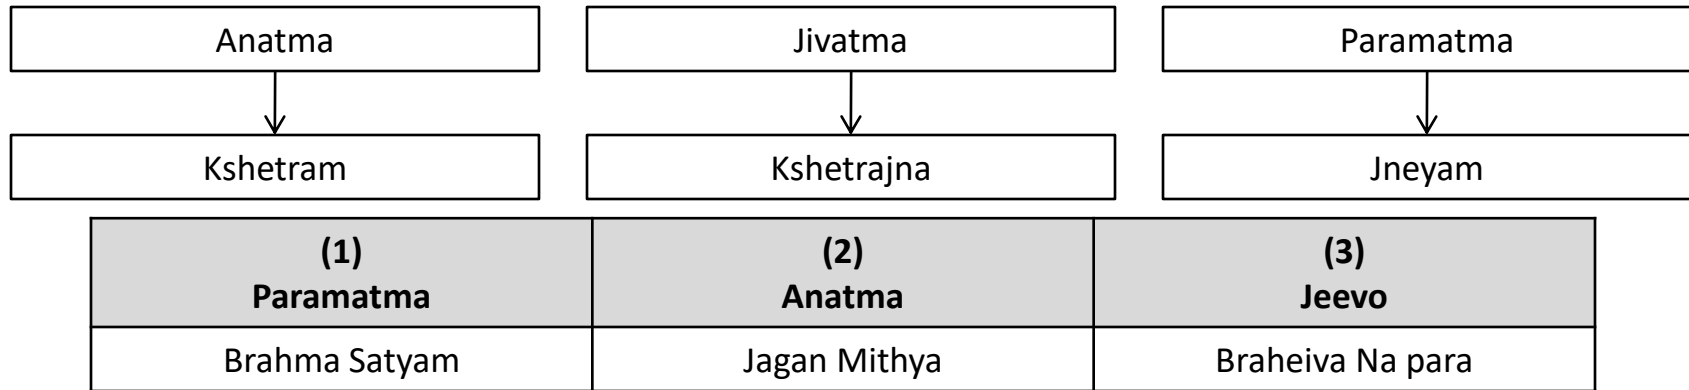 Anatma
Jivatma
Paramatma
Kshetram
Kshetrajna
Jneyam
(1)
Paramatma
(2)
Anatma
(3)
Jeevo
Brahma Satyam
Jagan Mithya
Braheiva Na para